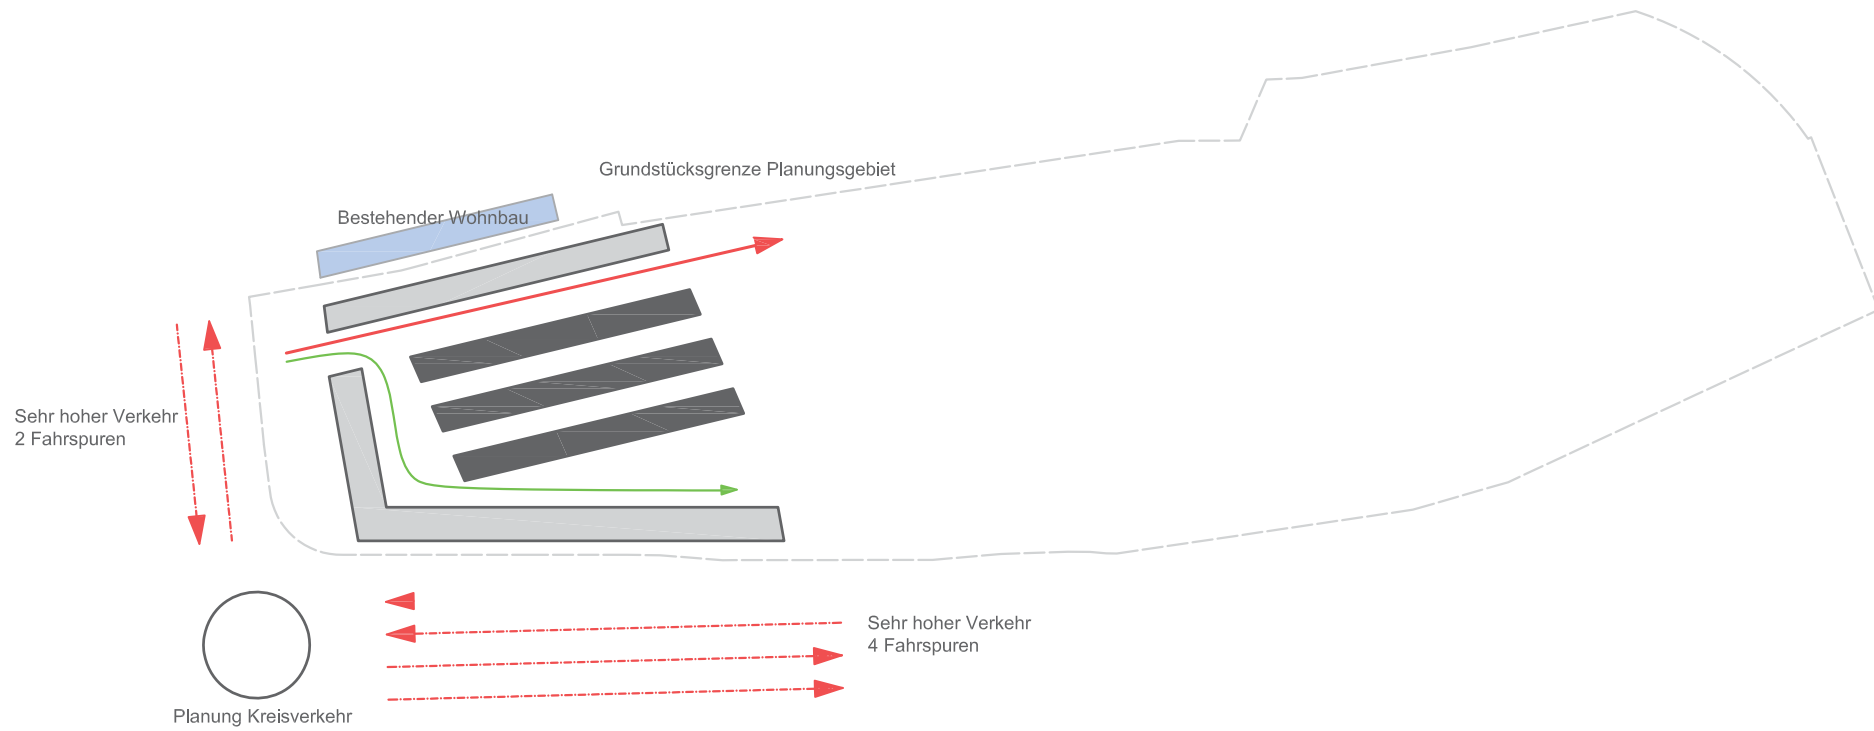 Grundstücksgrenze Planungsgebiet
Bestehender Wohnbau
Sehr hoher Verkehr
2 Fahrspuren
Sehr hoher Verkehr
4 Fahrspuren
Planung Kreisverkehr